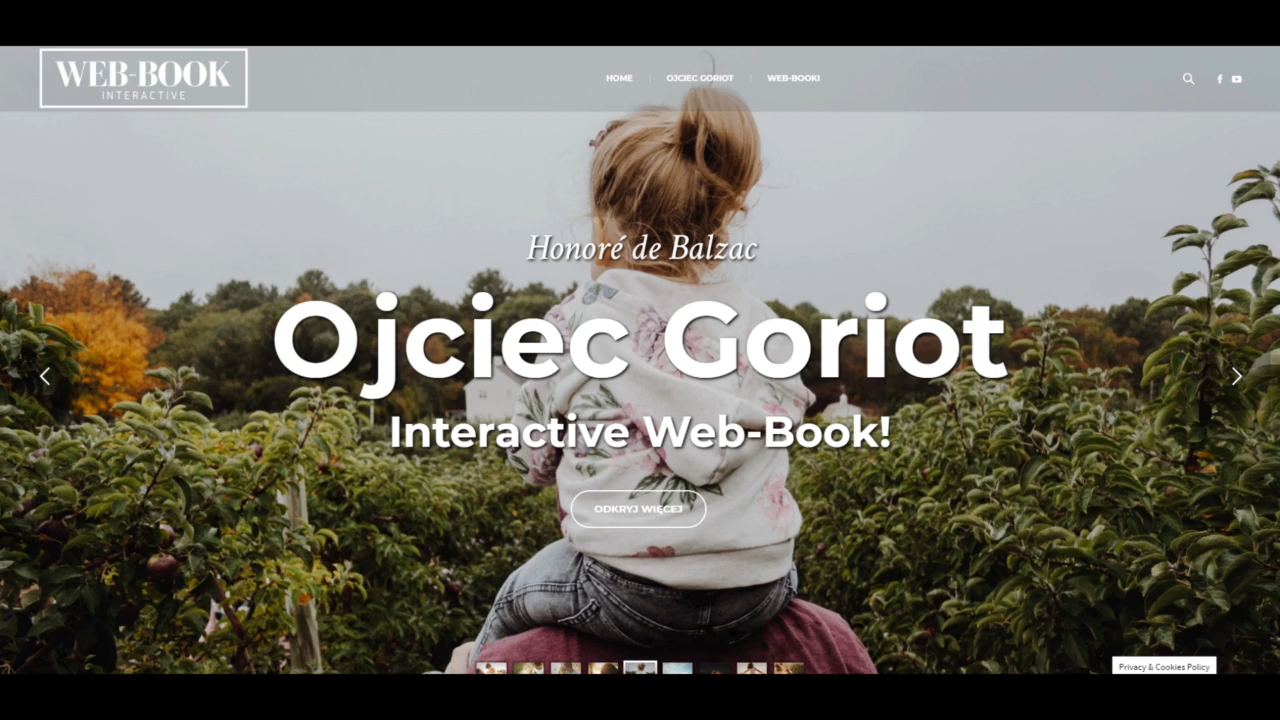 WEB-BOOK
INTERACTIVE
HOME
OJCIEC GORIOT
WEB-BOOKI
Honoré de Balzac
Ojciec Goriot
Interactive Web-Book!
ODKRYJ WIĘCEJ
Privacy & Cookies Policy